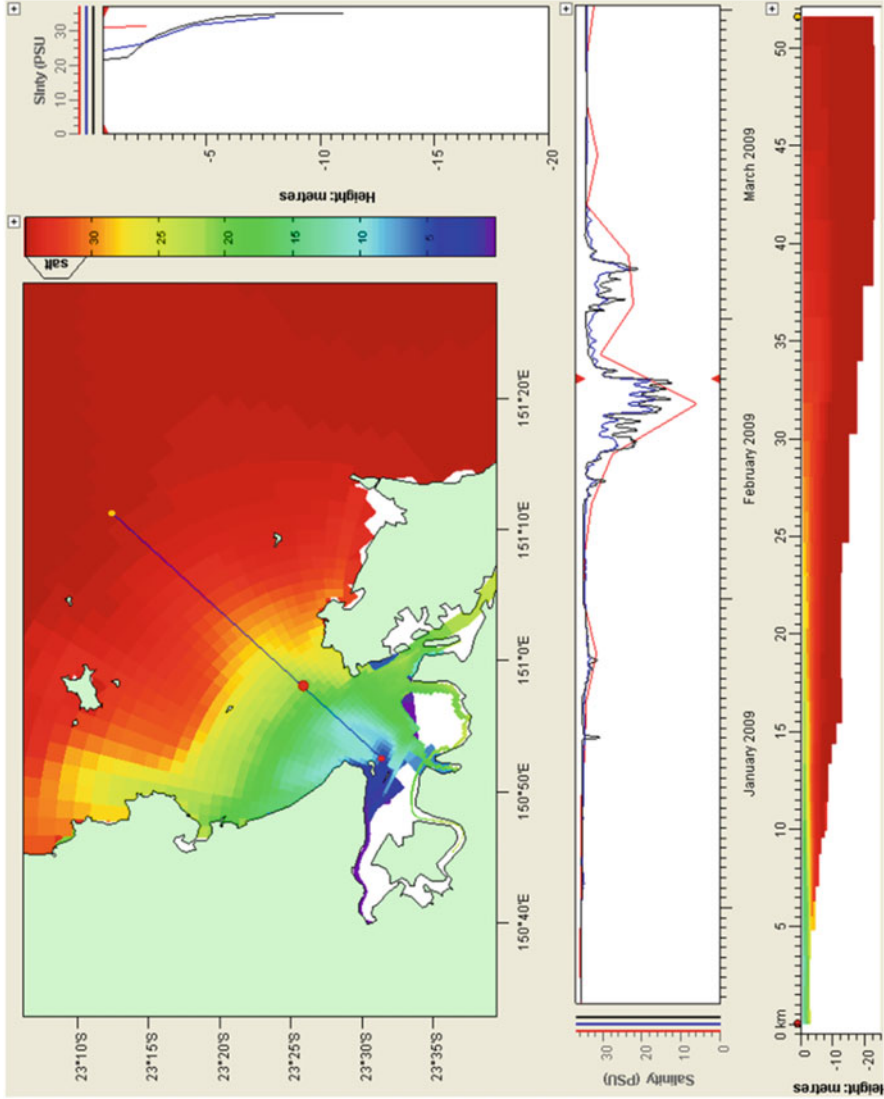 23°10'S
23°15'S
23°20'S
23°25'S
23°30'S
23°35'S
150°40'E
150°50'E
151°0'E
151°10'E
151°20'E
salt
30
25
20
15
10
5
Slnty (PSU
0
10
20
30
Height: metres
-5
-10
-15
-20
Salinity (PSU)
30
20
10
0
January 2009
February 2009
March 2009
0 km
5
10
15
20
25
30
35
40
45
50
Height: metres
0
-10
-20